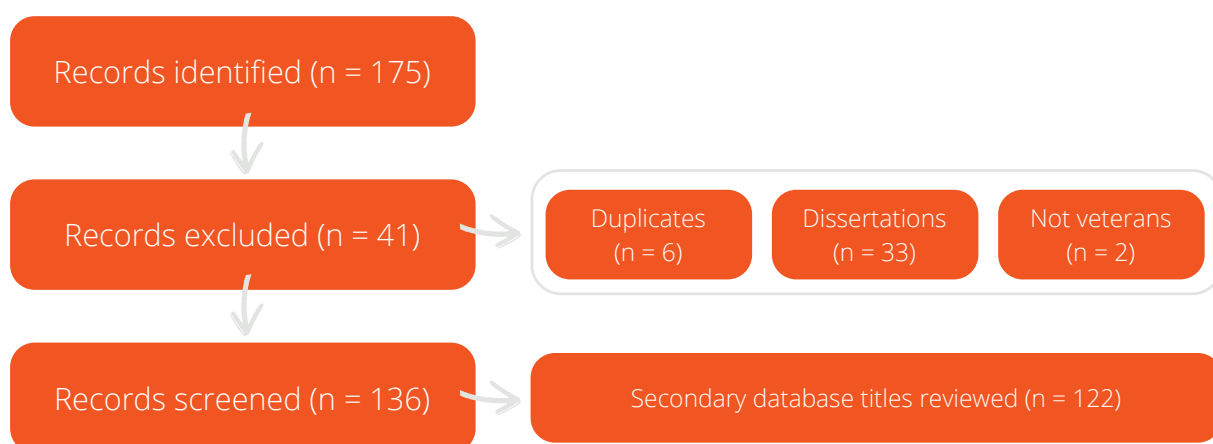 Records identified (n = 175)
Records excluded (n = 41)
Duplicates
(n = 6)
Dissertations
(n = 33)
Not veterans
(n = 2)
Records screened (n = 136)
Secondary database titles reviewed (n = 122)